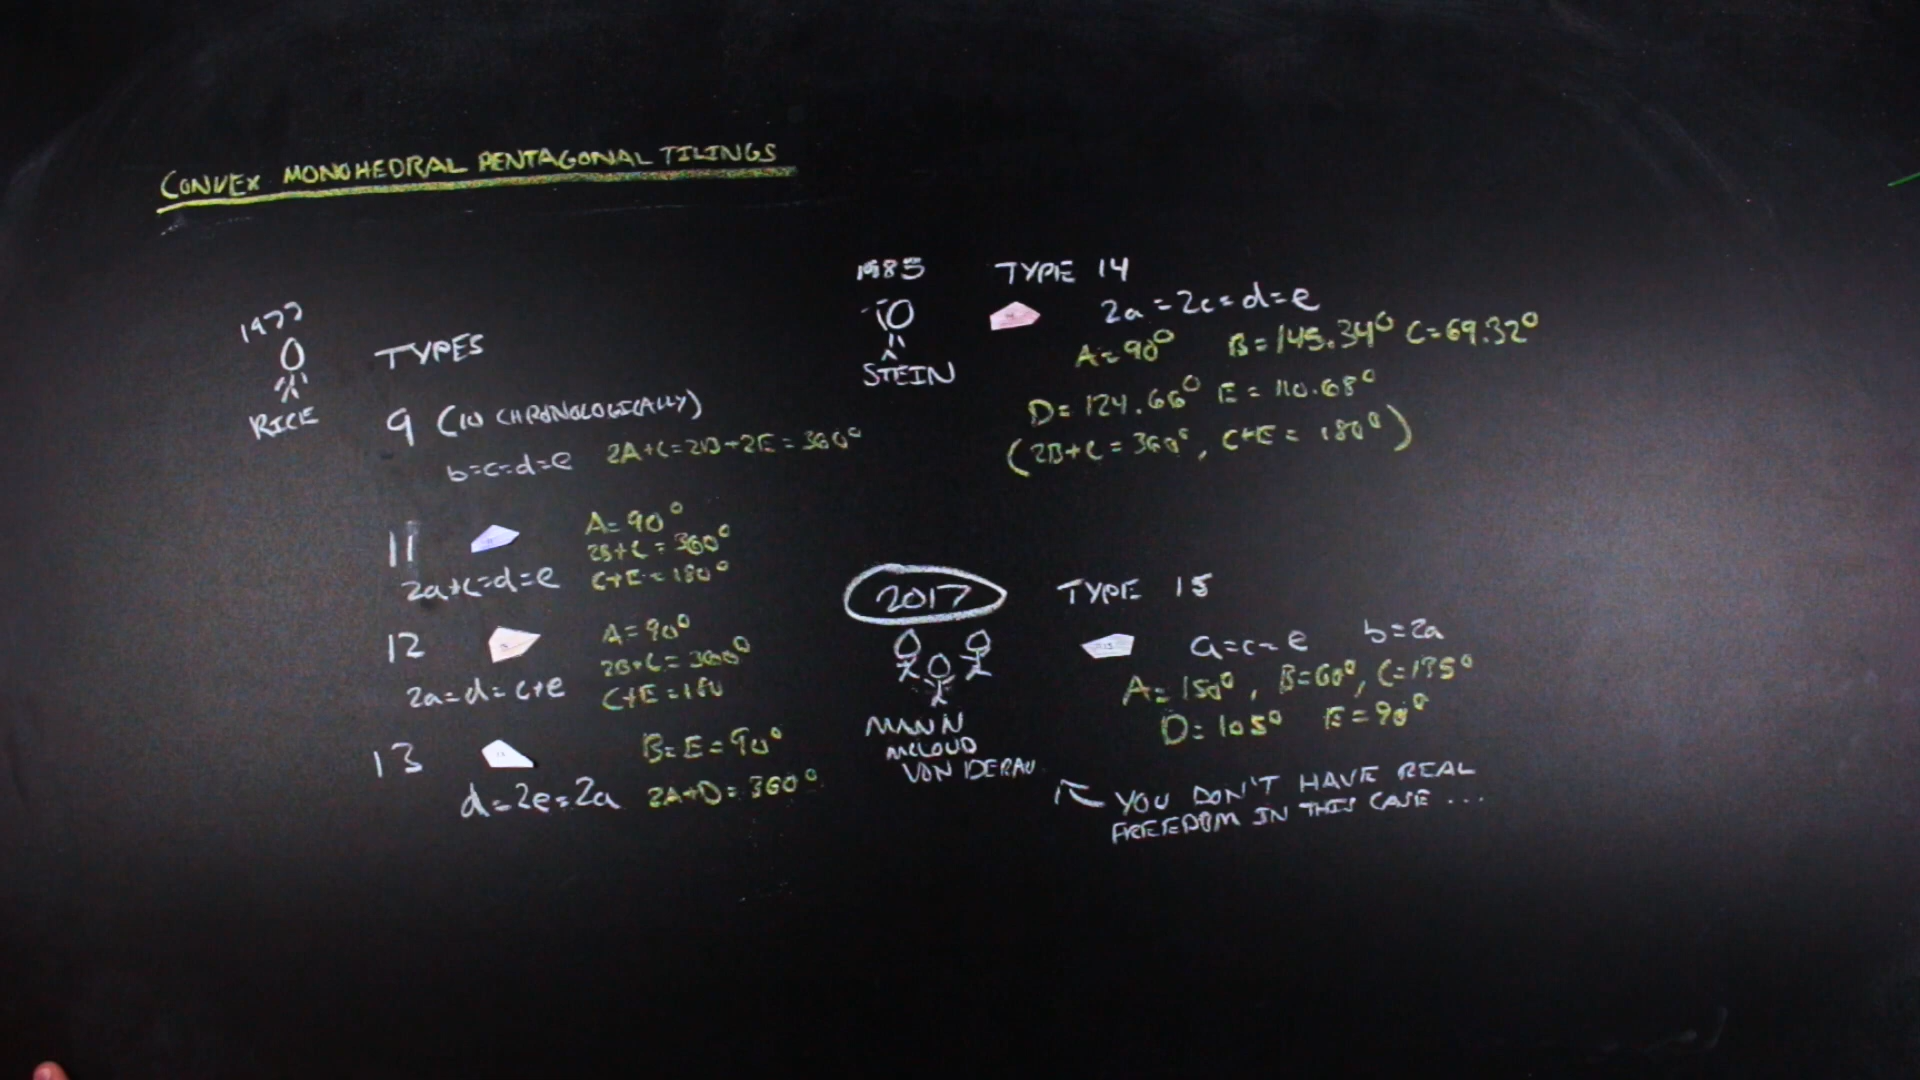 CONVEX MONOHEDRAL PENTAGONAL TILINGS
1977
RICE
TYPES
9 (10 CHRONOLOGICALLY)
b=c=d=e 2A+C=2B+2E=360°
11
A=90°
2B+C=360°
2a+c=d=e C+E=180°
12
A=90°
2B+C=360°
2a=d=c+e C+E=180
13
B=E=90°
d=2e=2a 2A+D=360°
1985
STEIN
TYPE 14
2a=2c=d=e
A=90° B=145.34° C=69.32°
D=124.66° E=110.68°
(2B+C=360°, C+E=180°)
2017
MANN
MCLOUD
VON DERAU
TYPE 15
a=c=e b=2a
A=150°, B=60°, C=135°
D=105° E=90°
YOU DON'T HAVE REAL
FREEDOM IN THIS CASE ...